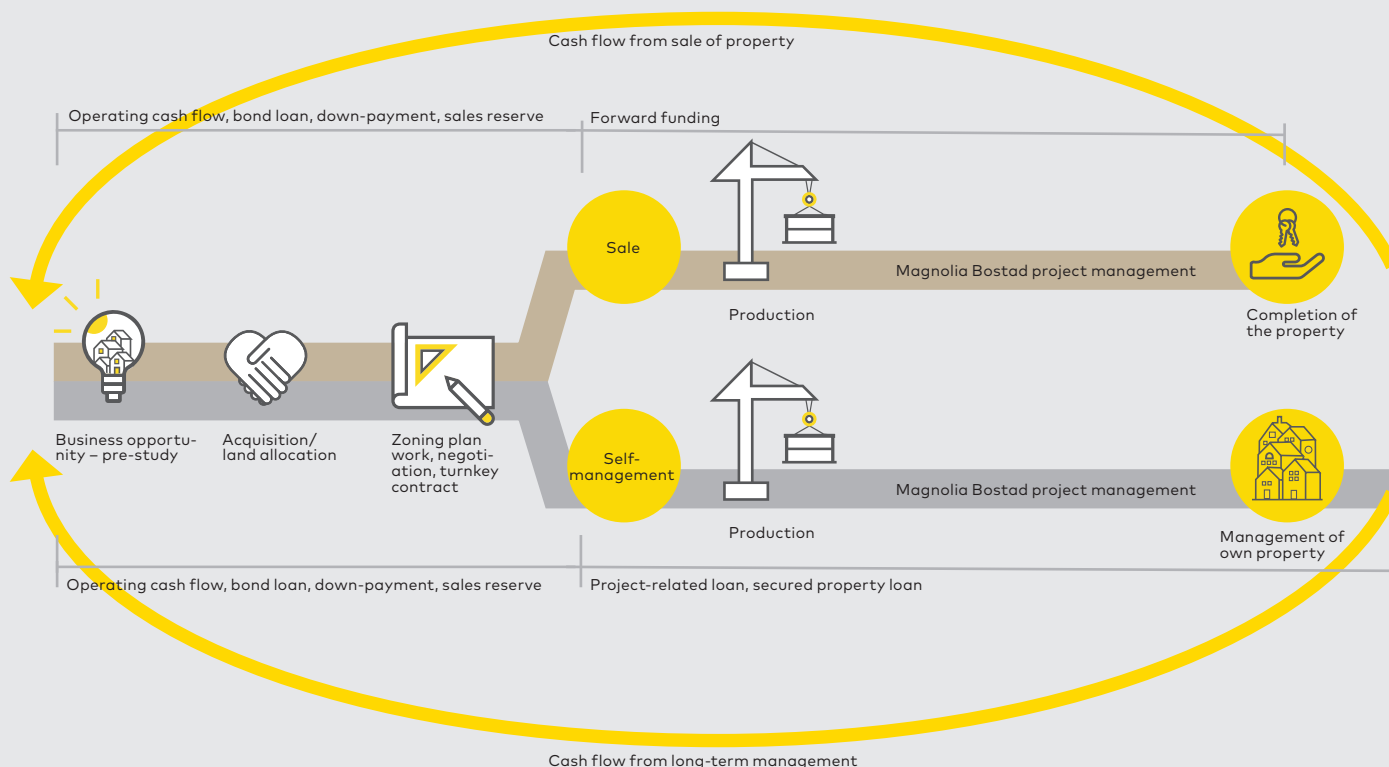 Cash flow from sale of property
Operating cash flow, bond loan, down-payment, sales reserve
Forward funding
Sale
Magnolia Bostad project management
Production
Completion of
the property
Business opportu-
nity – pre-study
Acquisition/
land allocation
Zoning plan
work, negoti-
ation, turnkey
contract
Self-
management
Magnolia Bostad project management
Production
Management of
own property
Operating cash flow, bond loan, down-payment, sales reserve
Project-related loan, secured property loan
Cash flow from long-term management